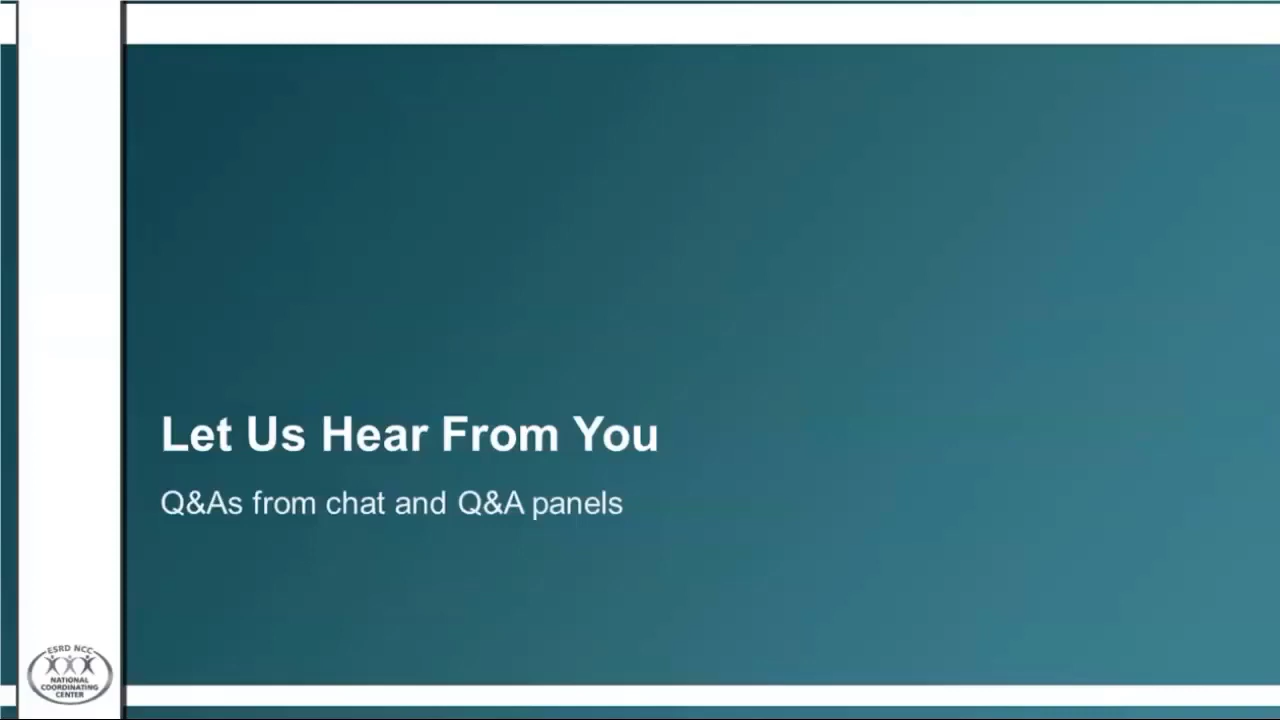 Let Us Hear From You
Q&As from chat and Q&A panels
ESRD NCC
NATIONAL
COORDINATING
CENTER